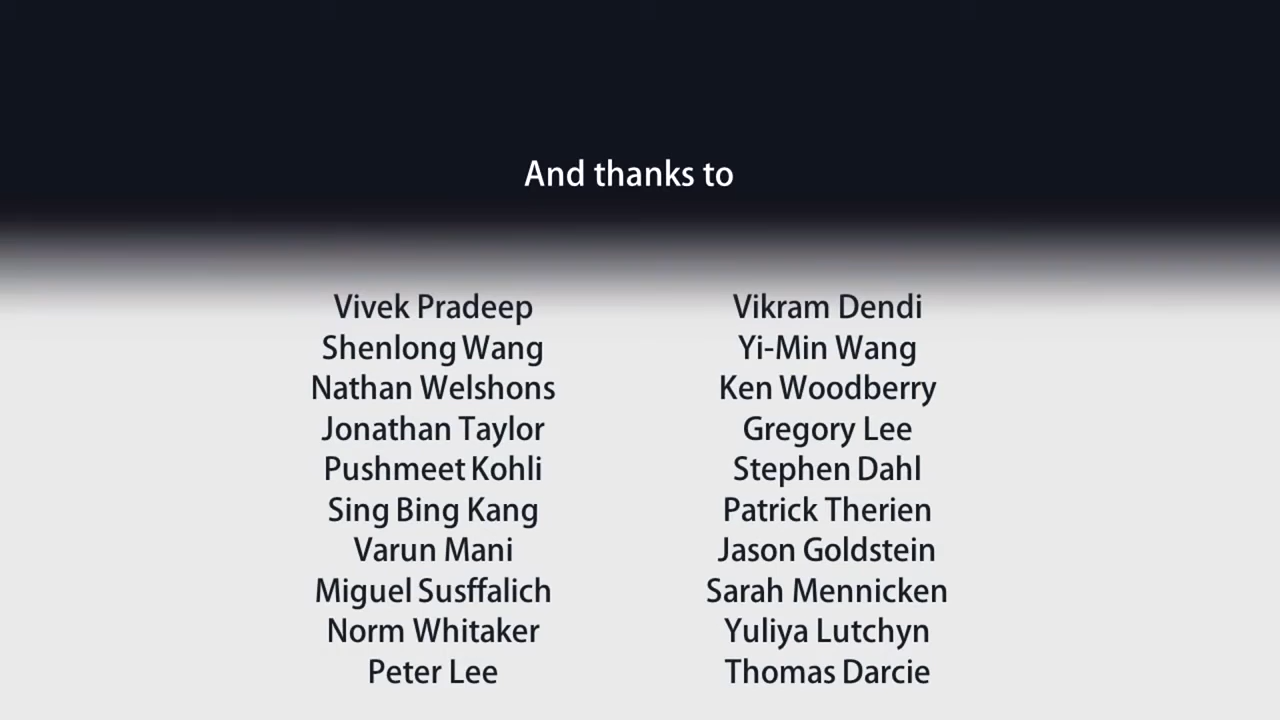 And thanks to
Vivek Pradeep
Shenlong Wang
Nathan Welshons
Jonathan Taylor
Pushmeet Kohli
Sing Bing Kang
Varun Mani
Miguel Susffalich
Norm Whitaker
Peter Lee
Vikram Dendi
Yi-Min Wang
Ken Woodberry
Gregory Lee
Stephen Dahl
Patrick Therien
Jason Goldstein
Sarah Mennicken
Yuliya Lutchyn
Thomas Darcie